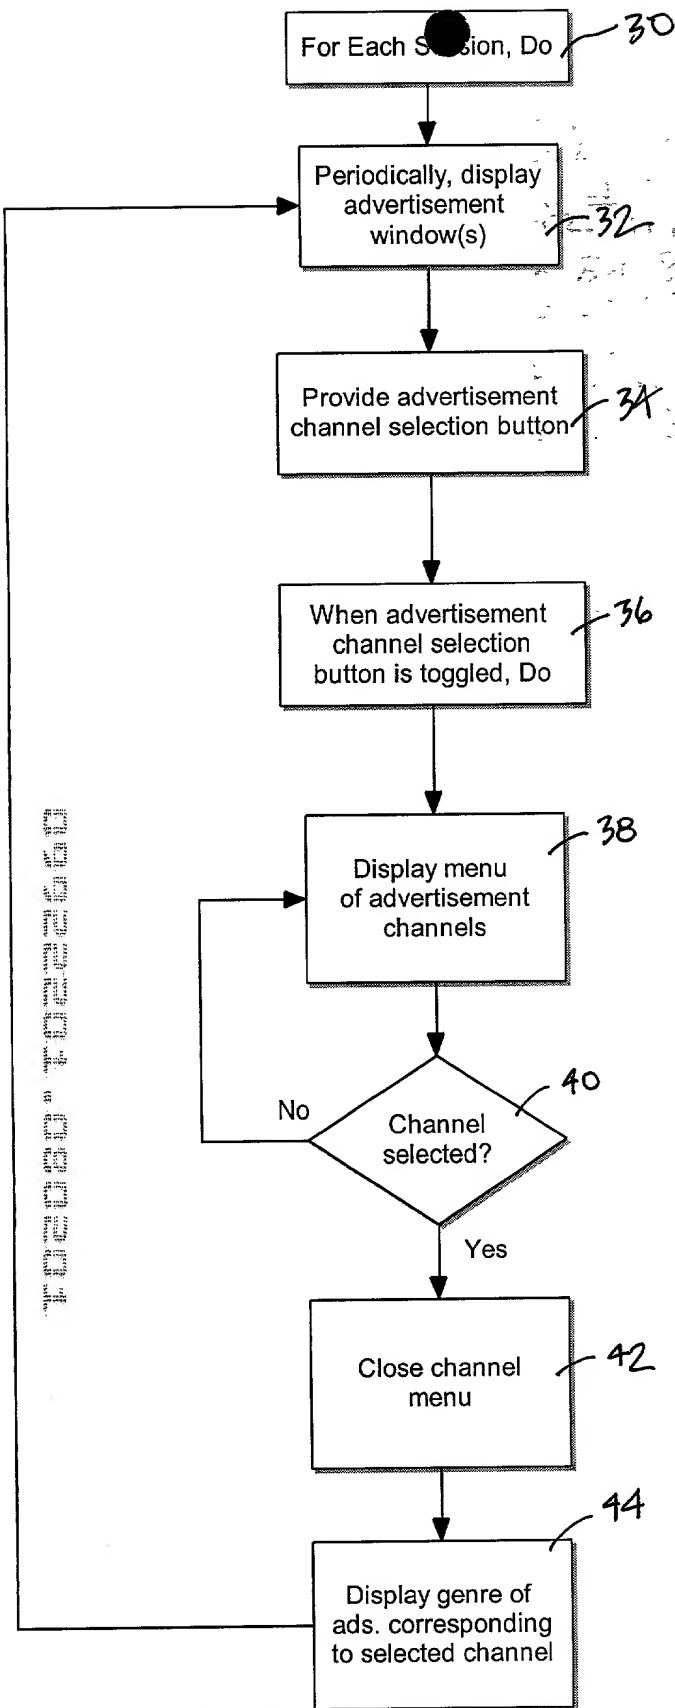 For Each Session, Do
30
Periodically, display
advertisement
window(s)
32
Provide advertisement
channel selection button
34
When advertisement
channel selection
button is toggled, Do
36
Display menu
of advertisement
channels
38
Channel
selected?
40
No
Yes
Close channel
menu
42
Display genre of
ads. corresponding
to selected channel
44